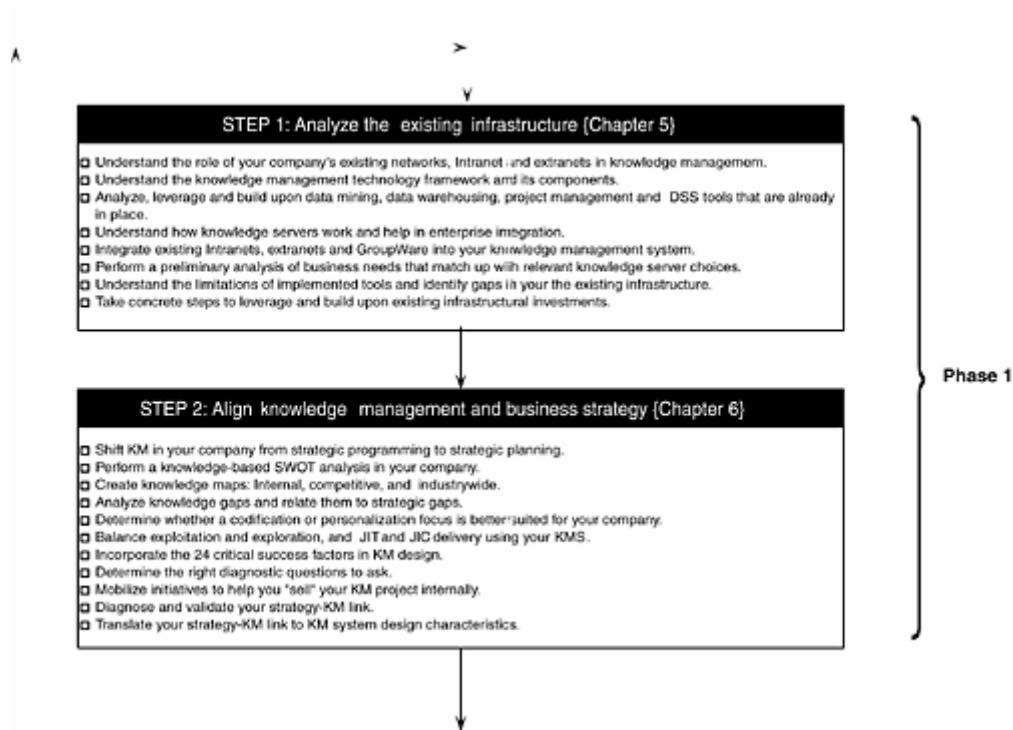 STEP 1: Analyze the existing infrastructure {Chapter 5}
Understand the role of your company's existing networks, Intranet and extranets in knowledge management.
Understand the knowledge management technology framework and its components.
Analyze, leverage and build upon data mining, data warehousing, project management and DSS tools that are already
in place.
Understand how knowledge servers work and help in enterprise integration.
Integrate existing Intranets, extranets and GroupWare into your knowledge management system.
Perform a preliminary analysis of business needs that match up with relevant knowledge server choices.
Understand the limitations of implemented tools and identify gaps in your the existing infrastructure.
Take concrete steps to leverage and build upon existing infrastructural investments.
Phase 1
STEP 2: Align knowledge management and business strategy {Chapter 6}
Shift KM in your company from strategic programming to strategic planning.
Perform a knowledge-based SWOT analysis in your company.
Create knowledge maps: Internal, competitive, and industrywide.
Analyze knowledge gaps and relate them to strategic gaps.
Determine whether a codification or personalization focus is better suited for your company.
Balance exploitation and exploration, and JIT and JIC delivery using your KMS.
Incorporate the 24 critical success factors in KM design.
Determine the right diagnostic questions to ask.
Mobilize initiatives to help you "sell" your KM project internally.
Diagnose and validate your strategy-KM link.
Translate your strategy-KM link to KM system design characteristics.